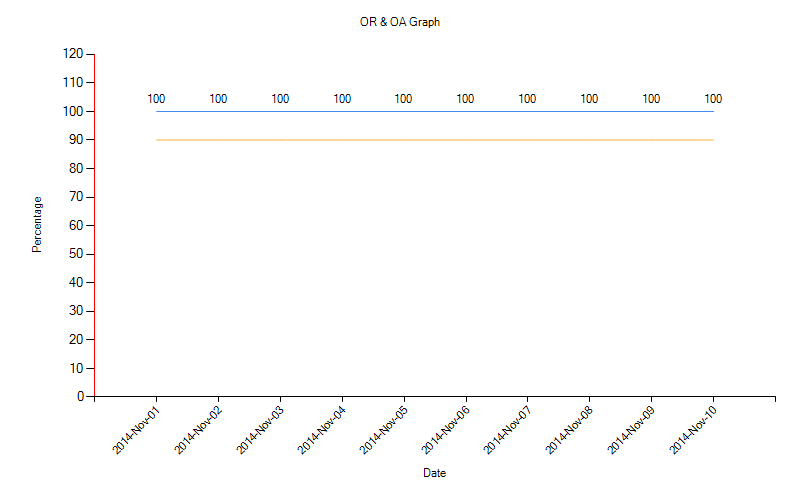 OR & OA Graph
120
110
100
90
80
70
60
50
40
30
20
10
0
Percentage
100 100 100 100 100 100 100 100 100 100
2014-Nov-01 2014-Nov-02 2014-Nov-03 2014-Nov-04 2014-Nov-05 2014-Nov-06 2014-Nov-07 2014-Nov-08 2014-Nov-09 2014-Nov-10
Date